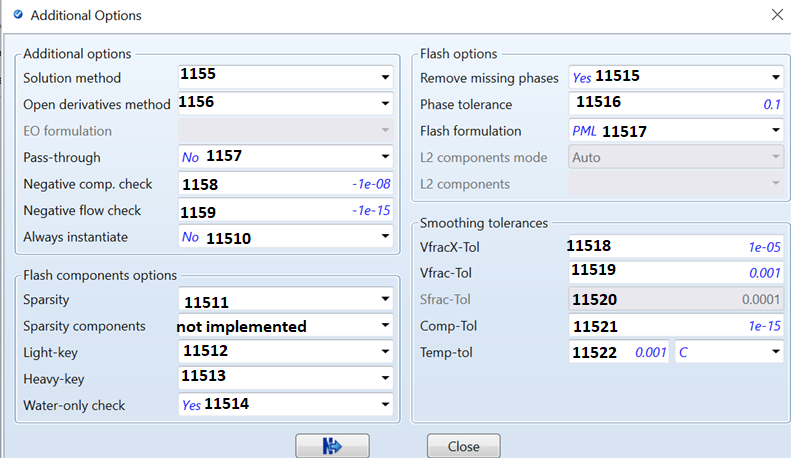 Additional Options
Additional options
Solution method 1155
Open derivatives method 1156
EO formulation
Pass-through No 1157
Negative comp. check 1158 -1e-08
Negative flow check 1159 -1e-15
Always instantiate No 11510
Flash components options
Sparsity 11511
Sparsity components not implemented
Light-key 11512
Heavy-key 11513
Water-only check Yes 11514
Flash options
Remove missing phases Yes 11515
Phase tolerance 11516 0.1
Flash formulation PML 11517
L2 components mode Auto
L2 components
Smoothing tolerances
VfracX-Tol 11518 1e-05
Vfrac-Tol 11519 0.001
Sfrac-Tol 11520 0.0001
Comp-Tol 11521 1e-15
Temp-tol 11522 0.001 C
Close